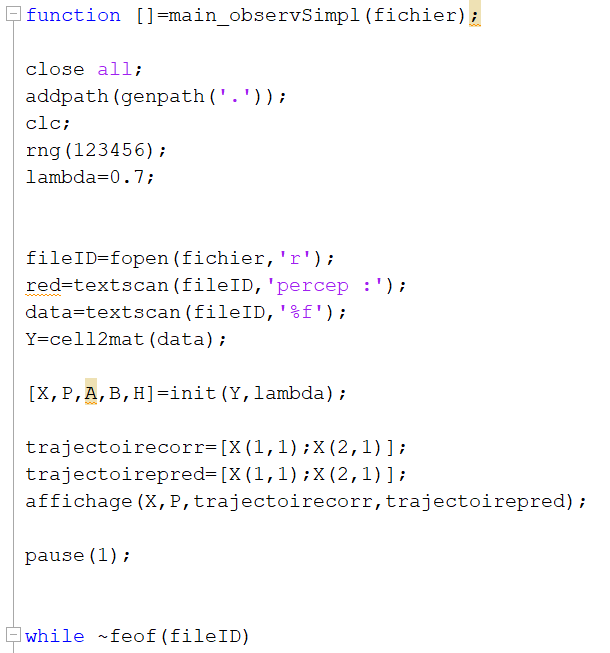 function []=main_observSimpl(fichier);
close all;
addpath(genpath('.'));
clc;
rng(123456);
lambda=0.7;
fileID=fopen(fichier,'r');
red=textscan(fileID,'percep :');
data=textscan(fileID,'%f');
Y=cell2mat(data);
[X,P,A,B,H]=init(Y,lambda);
trajectoirecorr=[X(1,1);X(2,1)];
trajectoirepred=[X(1,1);X(2,1)];
affichage(X,P,trajectoirecorr,trajectoirepred);
pause(1);
while ~feof(fileID)